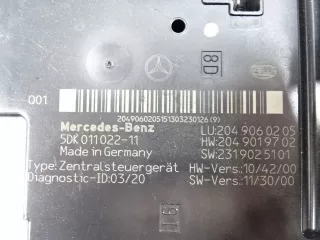 8D
001
2049060205151303230126(9)
Mercedes-Benz
LU:204 906 02 05
5DK 011 022-11
HW:204 901 97 02
Made in Germany
SW:231 902 51 01
Type: Zentralsteuergerät
HW-Vers: 10/42/00
Diagnostic-ID:03/20
SW-Vers: 11/30/00